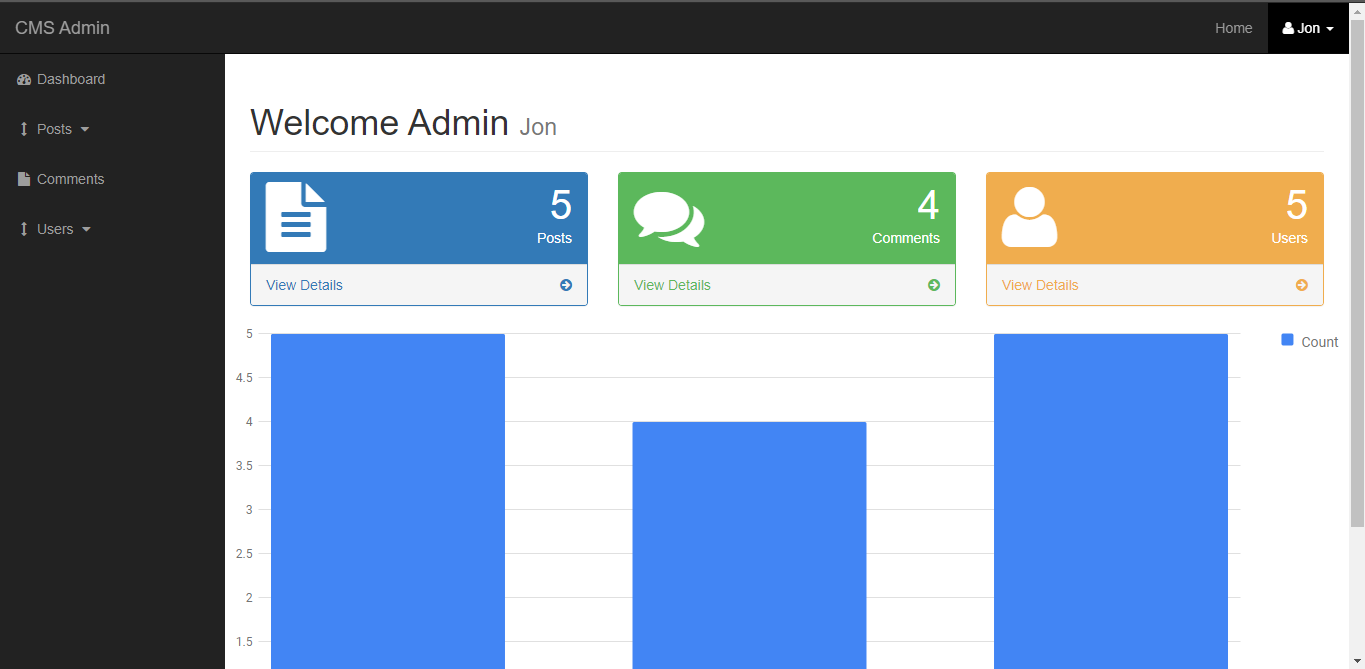 CMS Admin
Home
Jon
Dashboard
Posts
Comments
Users
Welcome Admin Jon
5
Posts
View Details
4
Comments
View Details
5
Users
View Details
5
4.5
4
3.5
3
2.5
2
1.5
Count